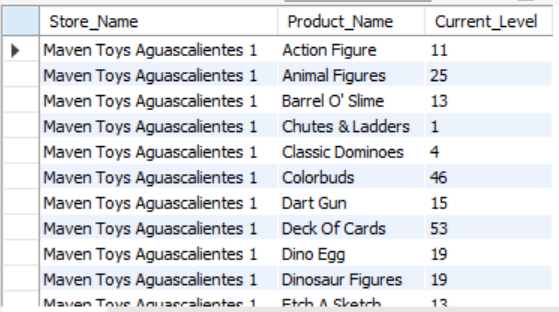 Store_Name Product_Name Current_Level
Maven Toys Aguascalientes 1 Action Figure 11
Maven Toys Aguascalientes 1 Animal Figures 25
Maven Toys Aguascalientes 1 Barrel O' Slime 13
Maven Toys Aguascalientes 1 Chutes & Ladders 1
Maven Toys Aguascalientes 1 Classic Dominoes 4
Maven Toys Aguascalientes 1 Colorbuds 46
Maven Toys Aguascalientes 1 Dart Gun 15
Maven Toys Aguascalientes 1 Deck Of Cards 53
Maven Toys Aguascalientes 1 Dino Egg 19
Maven Toys Aguascalientes 1 Dinosaur Figures 19
Maven Toys Aguascalientes 1 Etch A Sketch 13